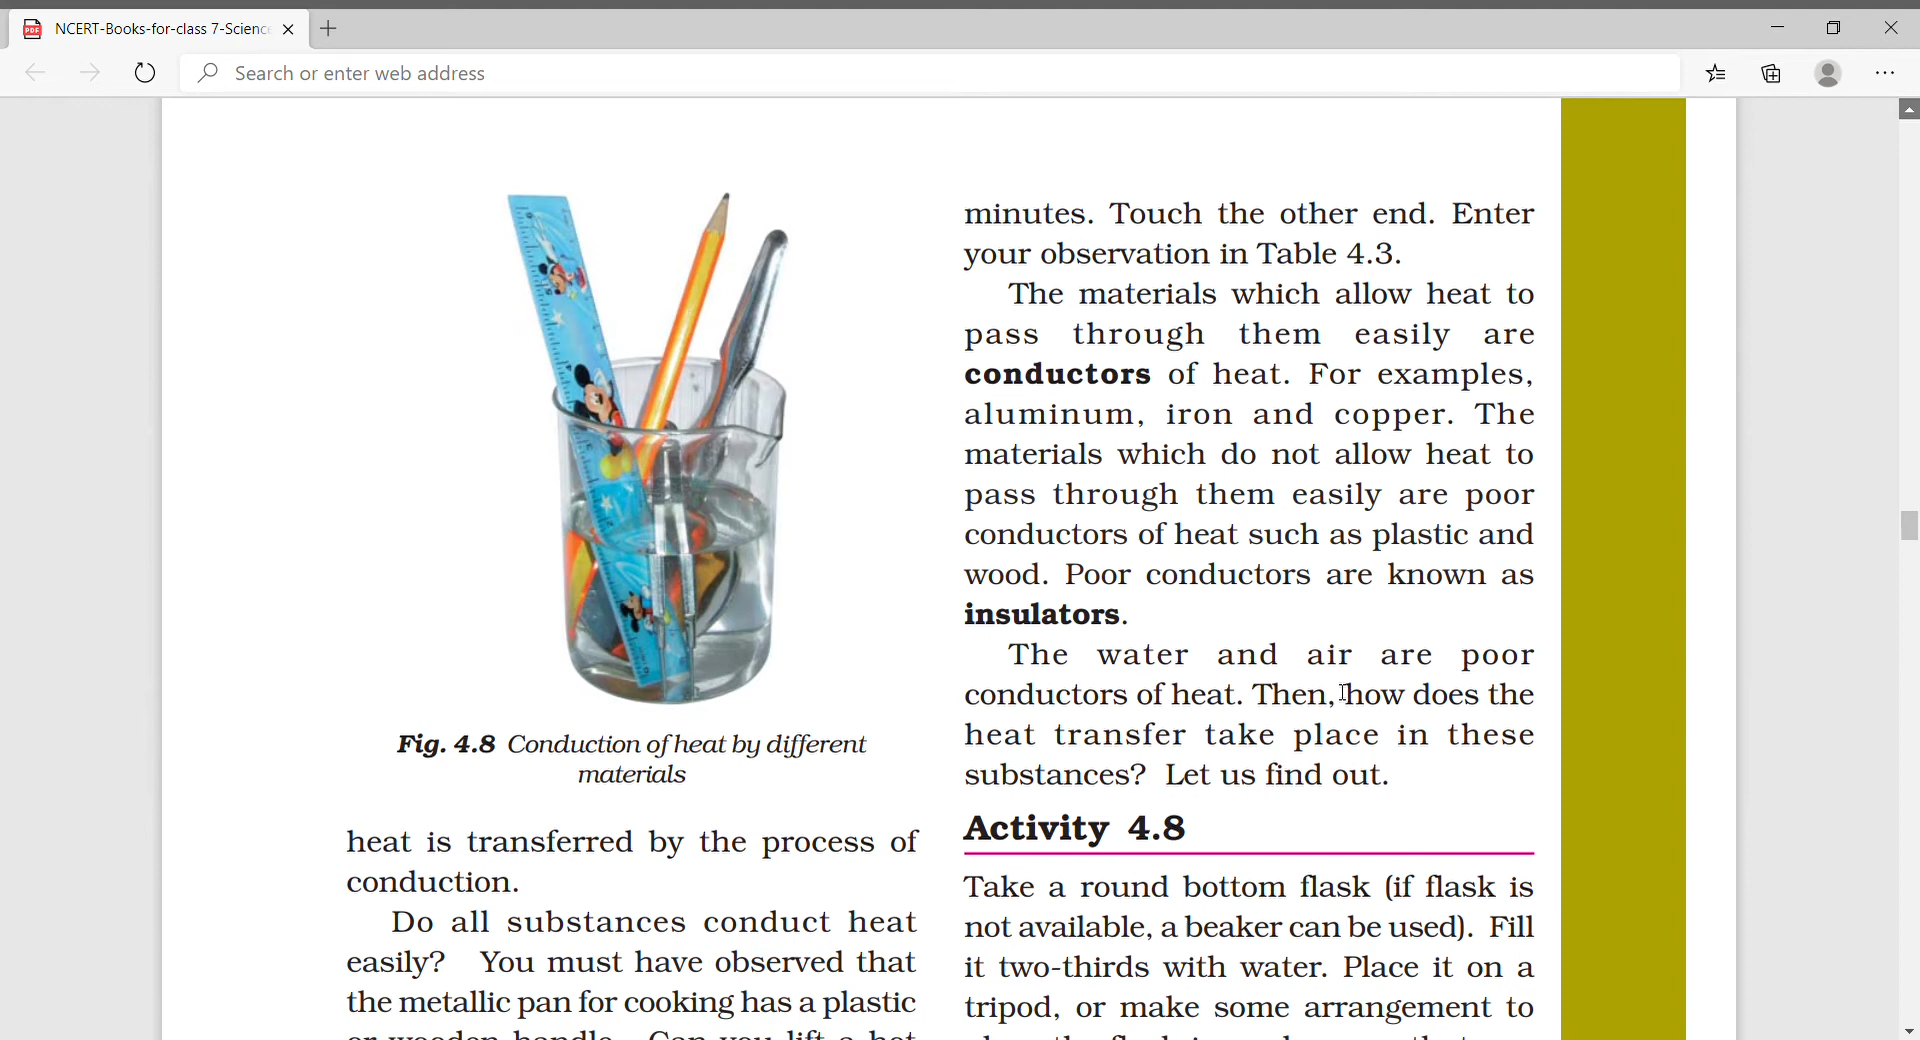 NCERT-Books-for-class 7-Scienc
Search or enter web address
Fig. 4.8 Conduction of heat by different
materials
heat is transferred by the process of
conduction.
Do all substances conduct heat
easily? You must have observed that
the metallic pan for cooking has a plastic
or wooden handle. Can you lift a hot
minutes. Touch the other end. Enter
your observation in Table 4.3.
The materials which allow heat to
pass through them easily are
conductors of heat. For examples,
aluminum, iron and copper. The
materials which do not allow heat to
pass through them easily are poor
conductors of heat such as plastic and
wood. Poor conductors are known as
insulators.
The water and air are poor
conductors of heat. Then, how does the
heat transfer take place in these
substances? Let us find out.
Activity 4.8
Take a round bottom flask (if flask is
not available, a beaker can be used). Fill
it two-thirds with water. Place it on a
tripod, or make some arrangement to